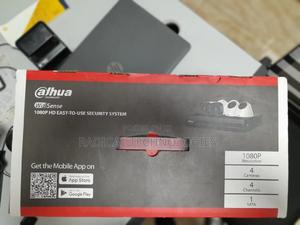 alhua
WizSense
1080P HD EASY-TO-USE SECURITY SYSTEM
Get the Mobile App on
App Store
Google Play
1080P
Resolution
4
Cameras
4
Channels
1
SATA